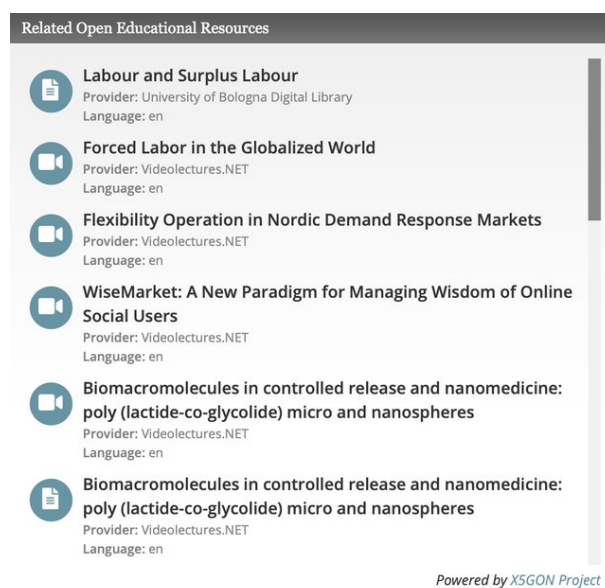 Related Open Educational Resources
Labour and Surplus Labour
Provider: University of Bologna Digital Library
Language: en
Forced Labor in the Globalized World
Provider: Videolectures.NET
Language: en
Flexibility Operation in Nordic Demand Response Markets
Provider: Videolectures.NET
Language: en
WiseMarket: A New Paradigm for Managing Wisdom of Online
Social Users
Provider: Videolectures.NET
Language: en
Biomacromolecules in controlled release and nanomedicine:
poly (lactide-co-glycolide) micro and nanospheres
Provider: Videolectures.NET
Language: en
Biomacromolecules in controlled release and nanomedicine:
poly (lactide-co-glycolide) micro and nanospheres
Provider: Videolectures.NET
Language: en
Powered by X5GON Project